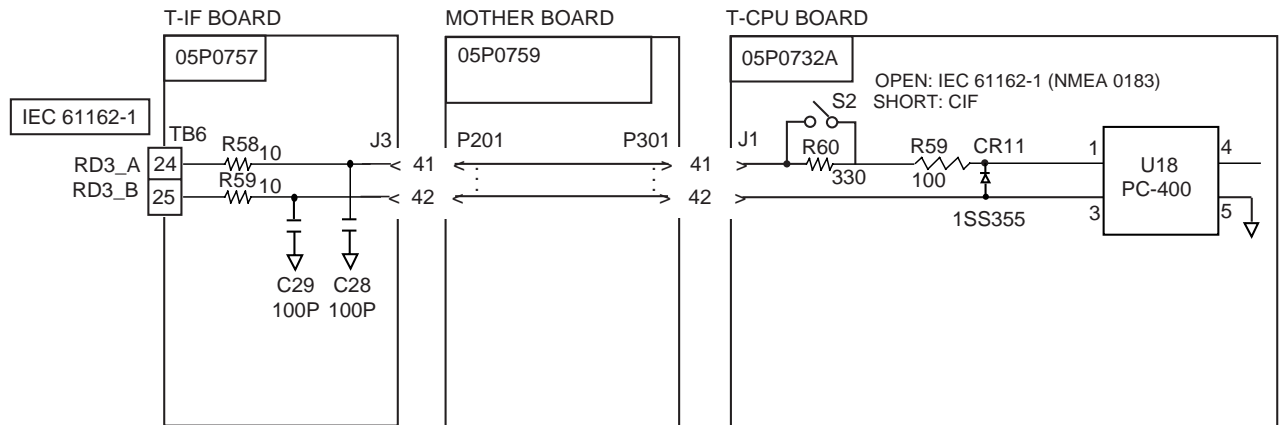 T-IF BOARD
MOTHER BOARD
T-CPU BOARD
05P0757
05P0759
05P0732A
OPEN: IEC 61162-1 (NMEA 0183)
SHORT: CIF
S2
IEC 61162-1
TB6
R58
10
J3
P201
P301
J1
R60
330
R59
100
CR11
RD3_A
24
41
41
1
4
U18
PC-400
RD3_B
25
R59
10
42
42
3
5
1SS355
C29
100P
C28
100P